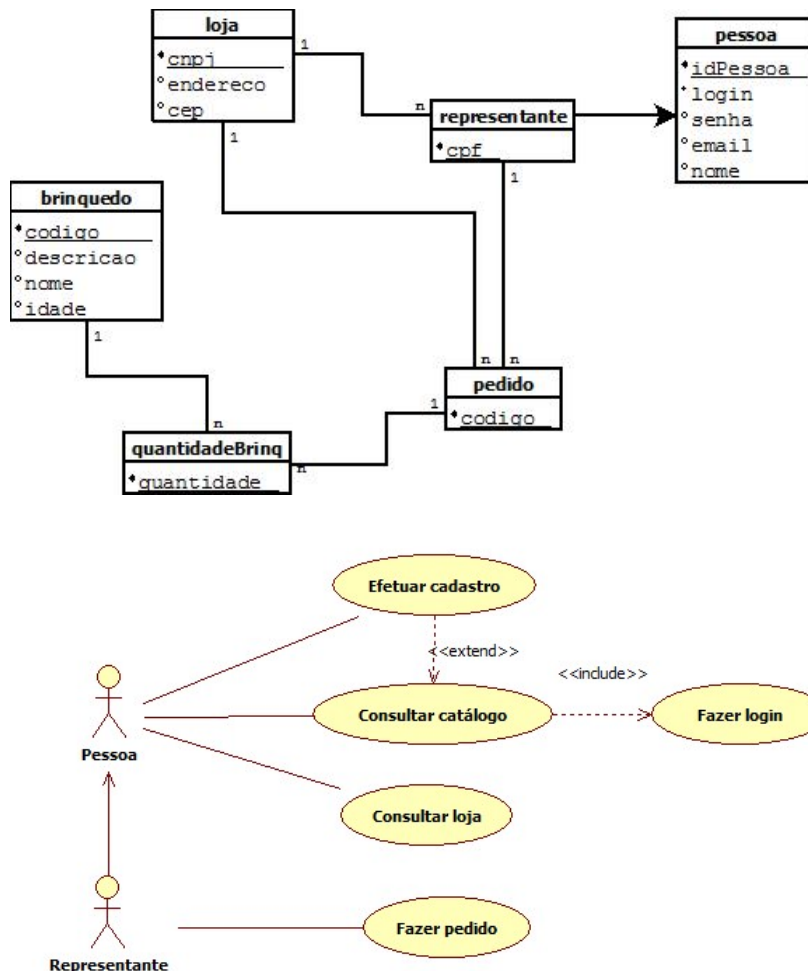 loja
cnpj
endereco
cep
1
n
1
representante
cpf
1
pessoa
idPessoa
login
senha
email
nome
brinquedo
codigo
descricao
nome
idade
1
n
quantidadeBrinq
quantidade
n
1
n
n
pedido
codigo
Efetuar cadastro
<<extend>>
<<include>>
Consultar catálogo
Fazer login
Pessoa
Consultar loja
Fazer pedido
Representante